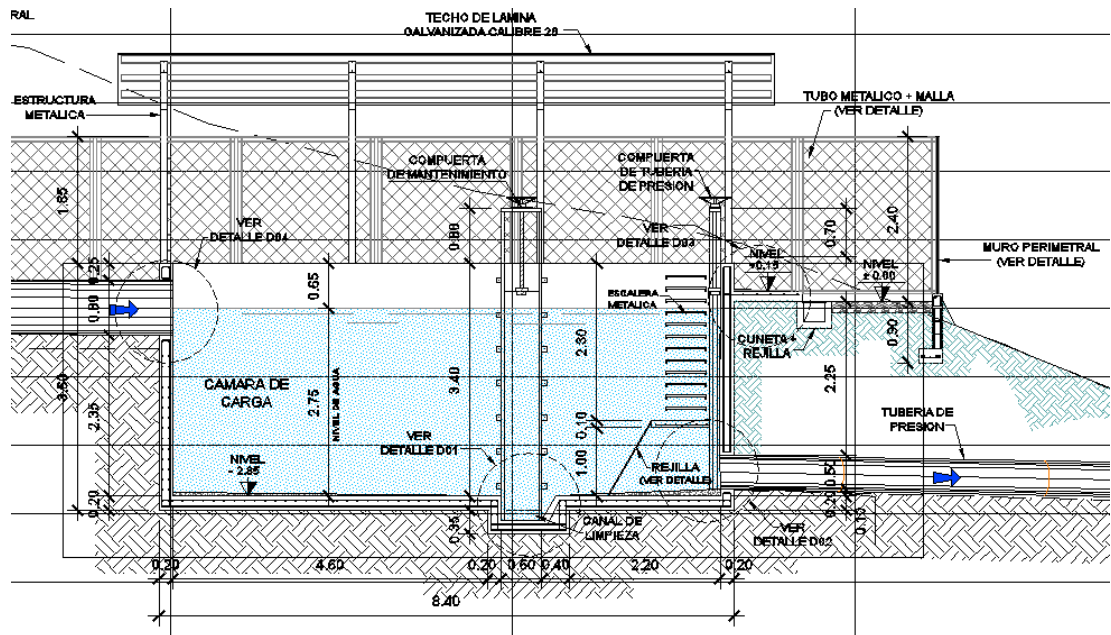 RAL
TECHO DE LAMINA
GALVANIZADA CALIBRE 26
ESTRUCTURA
METALICA
TUBO METALICO + MALLA
(VER DETALLE)
COMPUERTA
DE MANTENIMIENTO
COMPUERTA
DE TUBERIA
DE PRESION
1.65
VER
DETALLE D04
0.80
VER
DETALLE D03
0.70
2.40
MURO PERIMETRAL
(VER DETALLE)
NIVEL
+0.15
NIVEL
± 0.00
0.25
0.65
0.80
ESCALERA
METALICA
CUNETA +
REJILLA
0.90
2.30
2.25
CAMARA DE
CARGA
2.75
NIVEL DE AGUA
3.40
3.60
2.35
VER
DETALLE D01
0.10
1.00
TUBERIA DE
PRESION
NIVEL
- 2.85
REJILLA
(VER DETALLE)
0.50
0.20
0.20
0.10
0.35
CANAL DE
LIMPIEZA
VER
DETALLE D02
0.20
4.60
0.20
0.60
0.40
2.20
0.20
8.40